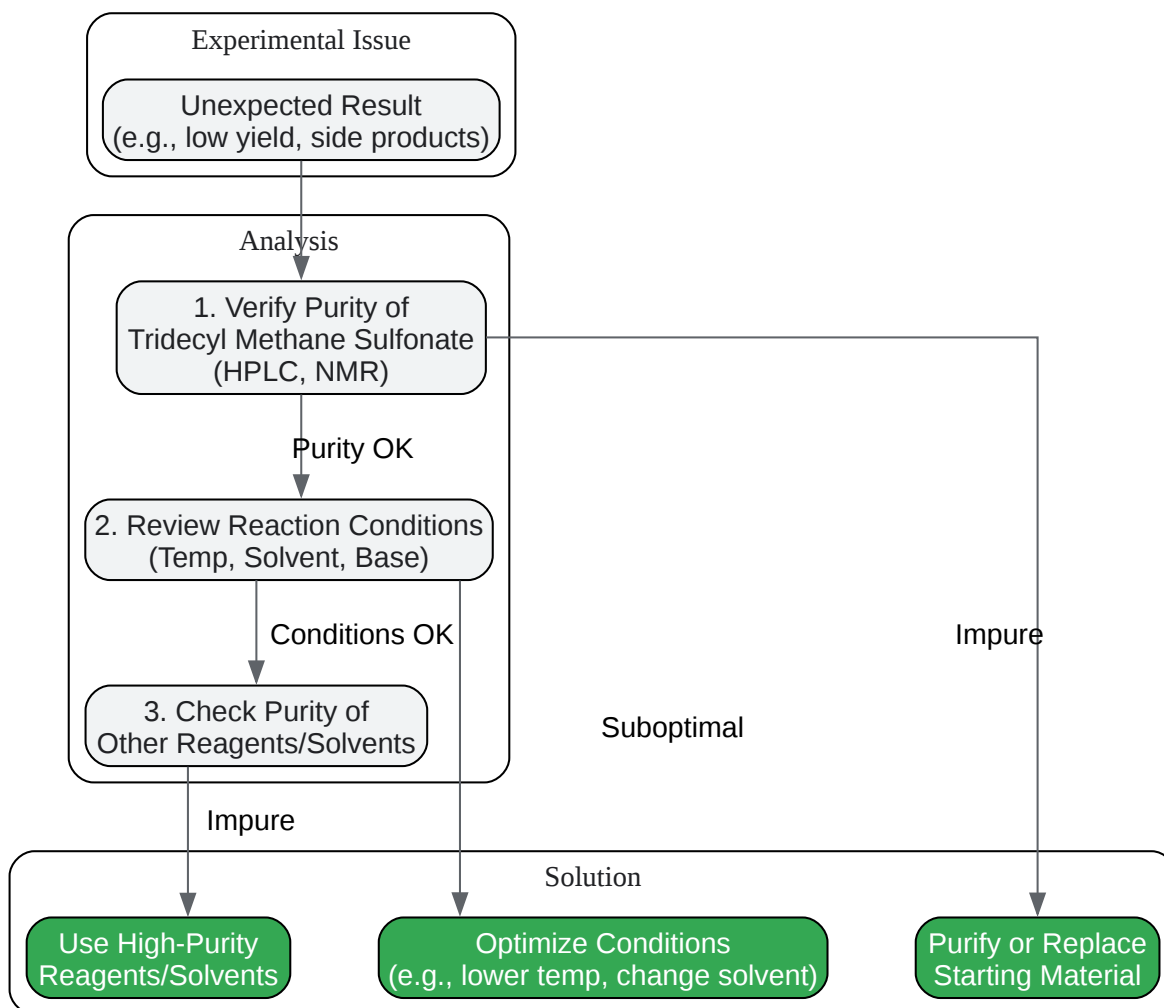 Experimental Issue
Unexpected Result
(e.g., low yield, side products)
Analysis
1. Verify Purity of
Tridecyl Methane Sulfonate
(HPLC, NMR)
Purity OK
2. Review Reaction Conditions
(Temp, Solvent, Base)
Conditions OK
Impure
3. Check Purity of
Other Reagents/Solvents
Suboptimal
Impure
Solution
Use High-Purity
Reagents/Solvents
Optimize Conditions
(e.g., lower temp, change solvent)
Purify or Replace
Starting Material